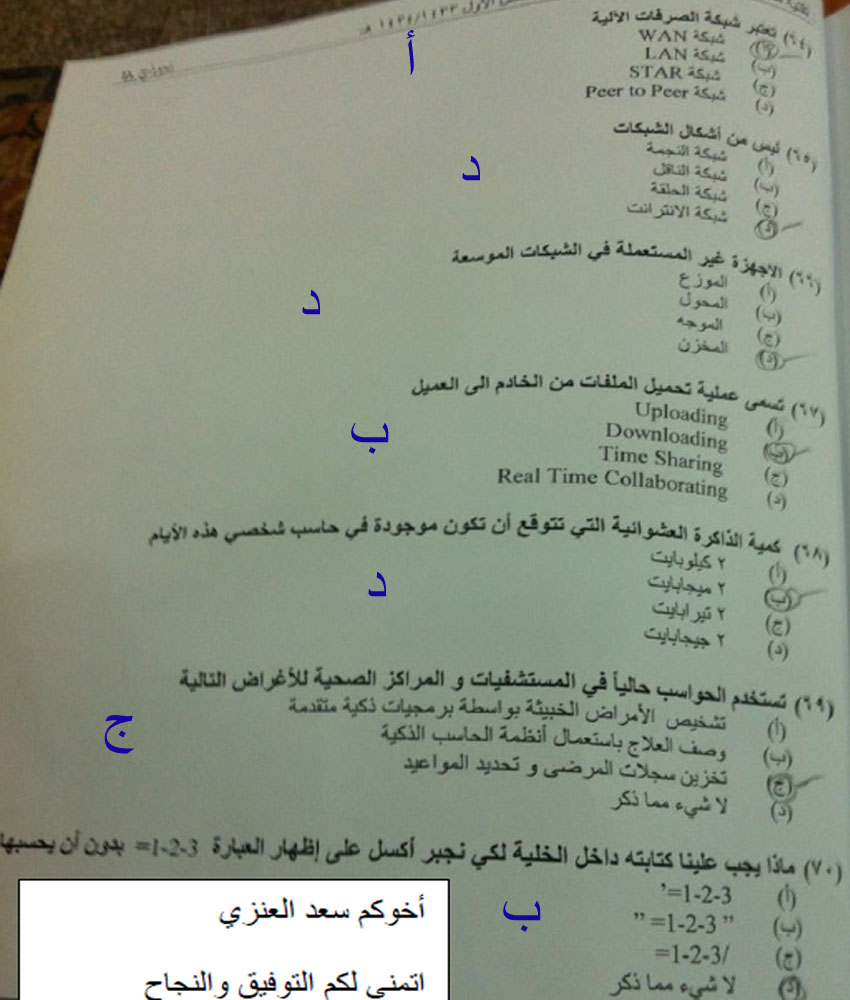 الأول ١٤٣٣/١٤٣٤ هـ
(٦٤) تعتبر شبكة الصرفات الآلية
(أ) شبكة WAN
(ب) شبكة LAN
(ج) شبكة STAR
(د) شبكة Peer to Peer
أ
(٦٥) ليس من أشكال الشبكات
(أ) شبكة النجمة
(ب) شبكة الناقل
(ج) شبكة الحلقة
(د) شبكة الانترانت
د
(٦٦) الأجهزة غير المستعملة في الشبكات الموسعة
(أ) الموزع
(ب) المحول
(ج) الموجه
(د) المخزن
د
(٦٧) تسمى عملية تحميل الملفات من الخادم الى العميل
(أ) Uploading
(ب) Downloading
(ج) Time Sharing
(د) Real Time Collaborating
ب
(٦٨) كمية الذاكرة العشوائية التي تتوقع أن تكون موجودة في حاسب شخصي هذه الأيام
(أ) ٢ كيلوبايت
(ب) ٢ ميجابايت
(ج) ٢ تيرابايت
(د) ٢ جيجابايت
د
(٦٩) تستخدم الحواسب حالياً في المستشفيات و المراكز الصحية للأغراض التالية
(أ) تشخيص الأمراض الخبيثة بواسطة برمجيات ذكية متقدمة
(ب) وصف العلاج باستعمال أنظمة الحاسب الذكية
(ج) تخزين سجلات المرضى و تحديد المواعيد
(د) لا شيء مما ذكر
ج
(٧٠) ماذا يجب علينا كتابته داخل الخلية لكي نجبر أكسل على إظهار العبارة =1-2-3 بدون أن يحسبها
(أ) '=1-2-3
(ب) "=1-2-3 "
(ج) =1-2-3/
(د) لا شيء مما ذكر
ب
أخوكم سعد العنزي
اتمنى لكم التوفيق والنجاح